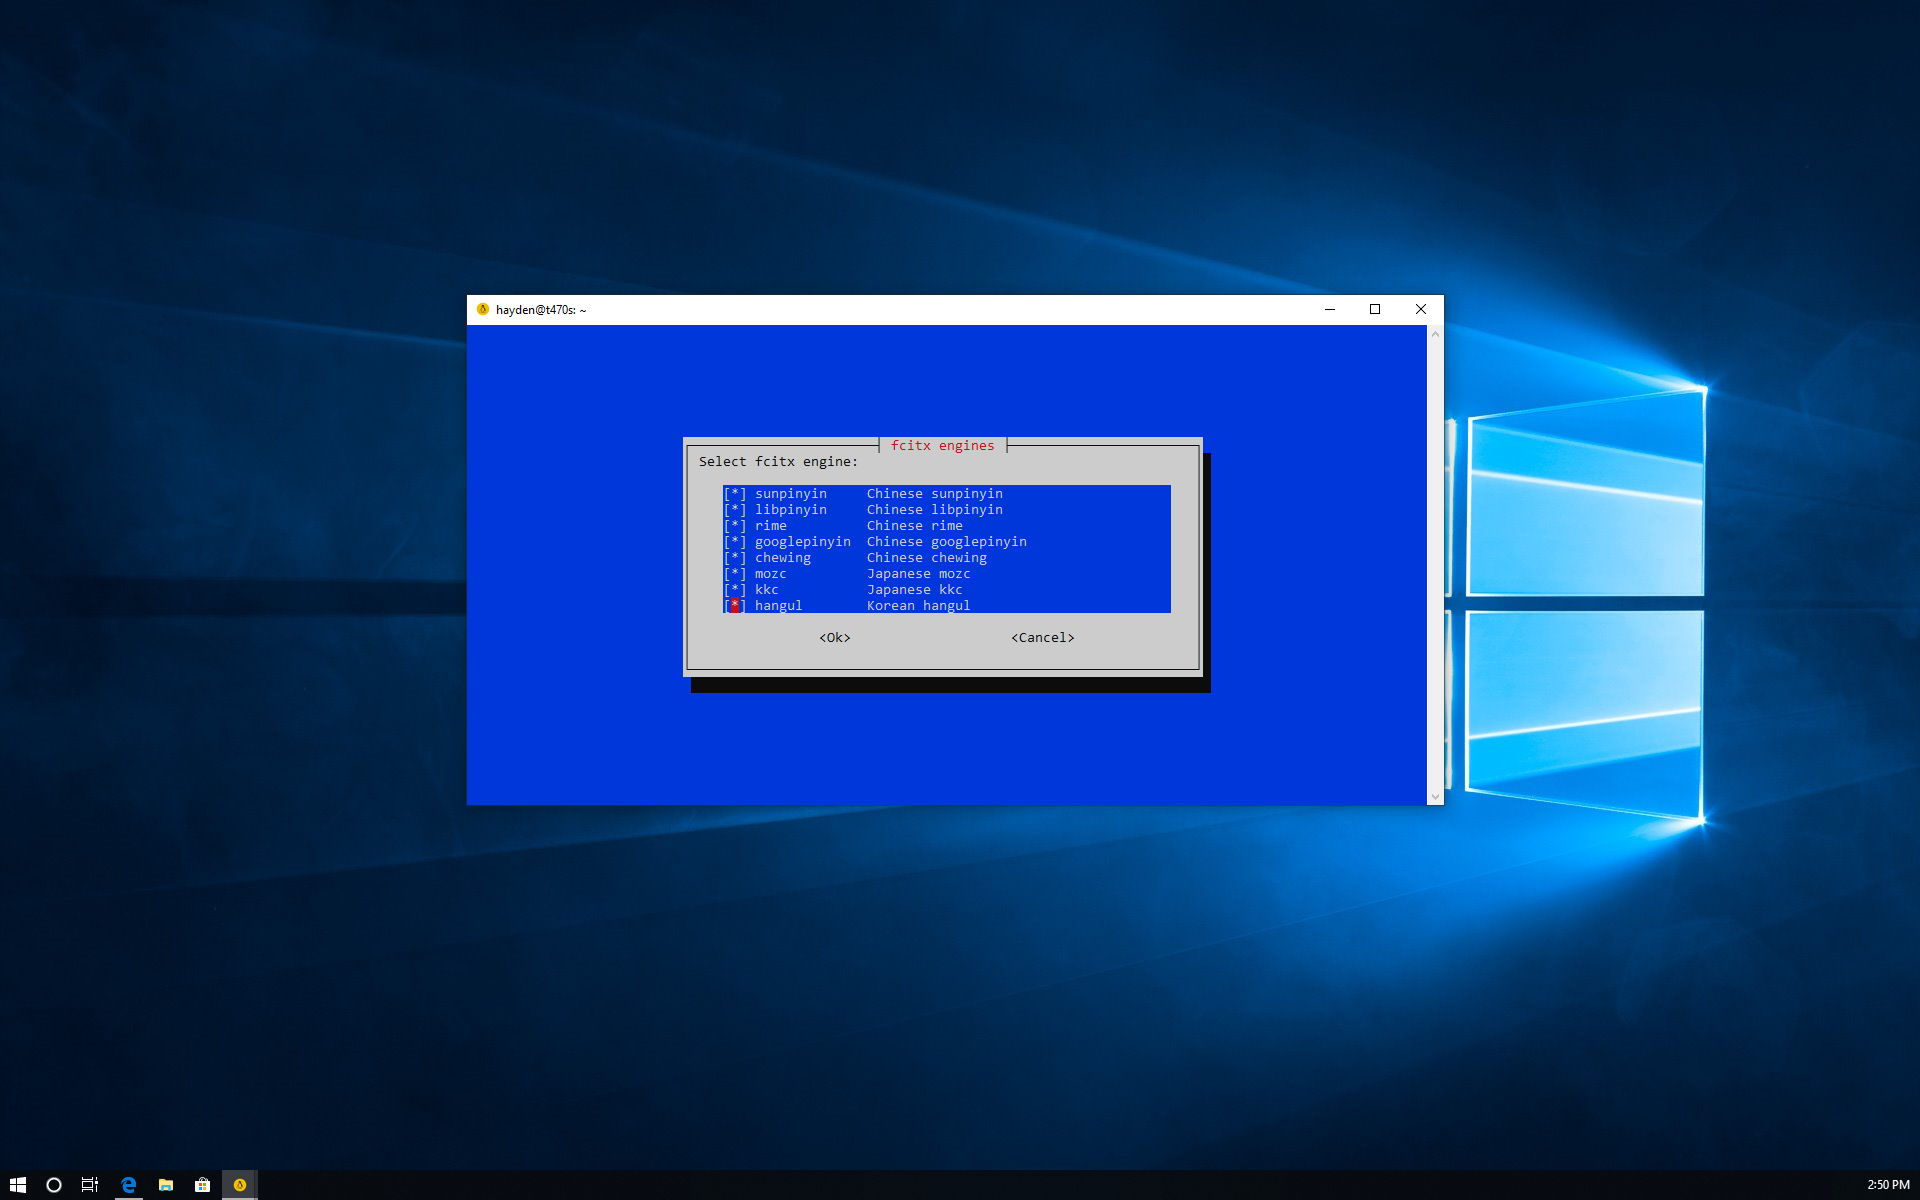 hayden@t470s: ~
fcitx engines
Select fcitx engine:
[*] sunpinyin Chinese sunpinyin
[*] libpinyin Chinese libpinyin
[*] rime Chinese rime
[*] googlepinyin Chinese googlepinyin
[*] chewing Chinese chewing
[*] mozc Japanese mozc
[*] kkc Japanese kkc
[*] hangul Korean hangul
<Ok> <Cancel>
2:50 PM